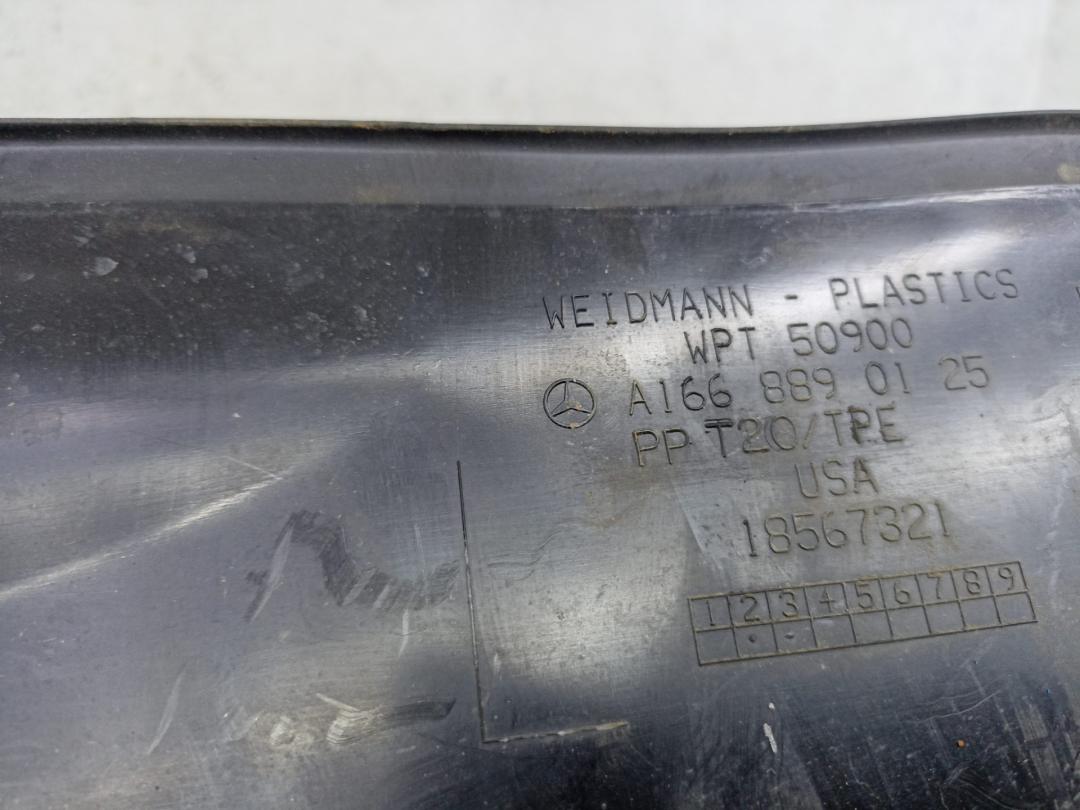 WEIDMANN - PLASTICS
WPT 50900
A166 889 01 25
PP T20/TPE
USA
18567321
1 2 3 4 5 6 7 8 9